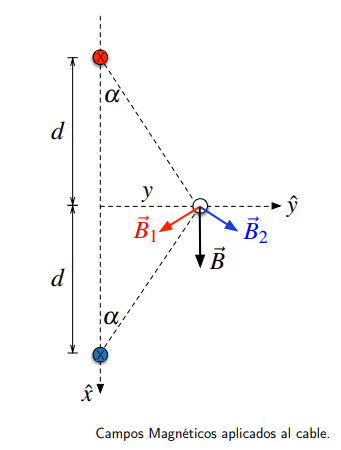 X
α
d
y
ŷ
B⃗₁
B⃗₂
B⃗
d
α
X
x̂
Campos Magnéticos aplicados al cable.